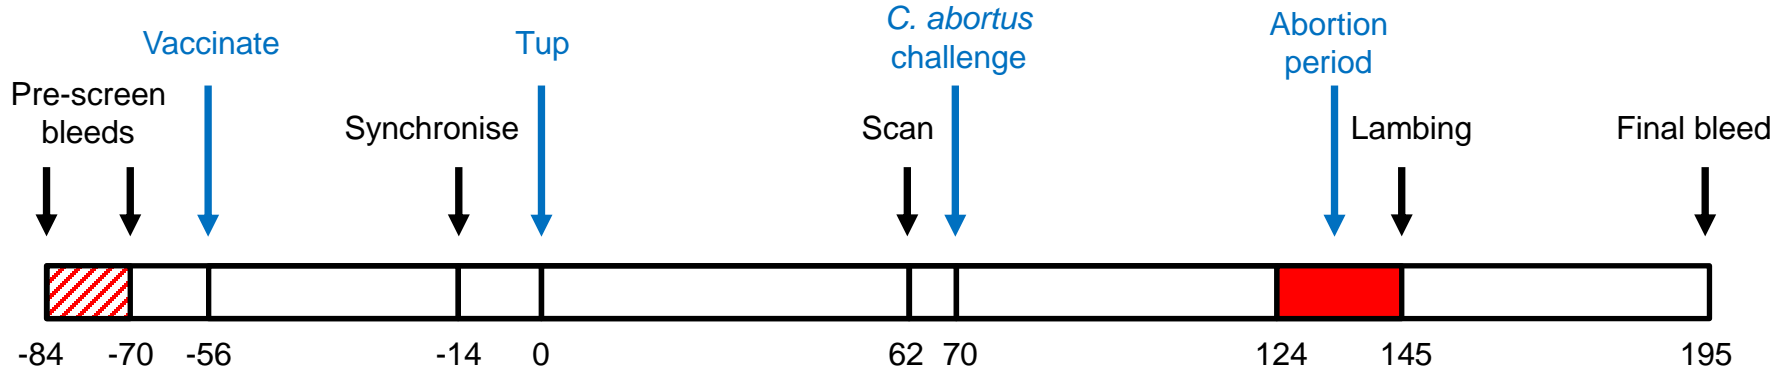 Pre-screen
bleeds
Vaccinate
Synchronise
Tup
Scan
C. abortus
challenge
Abortion
period
Lambing
Final bleed
-84 -70 -56 -14 0 62 70 124 145 195